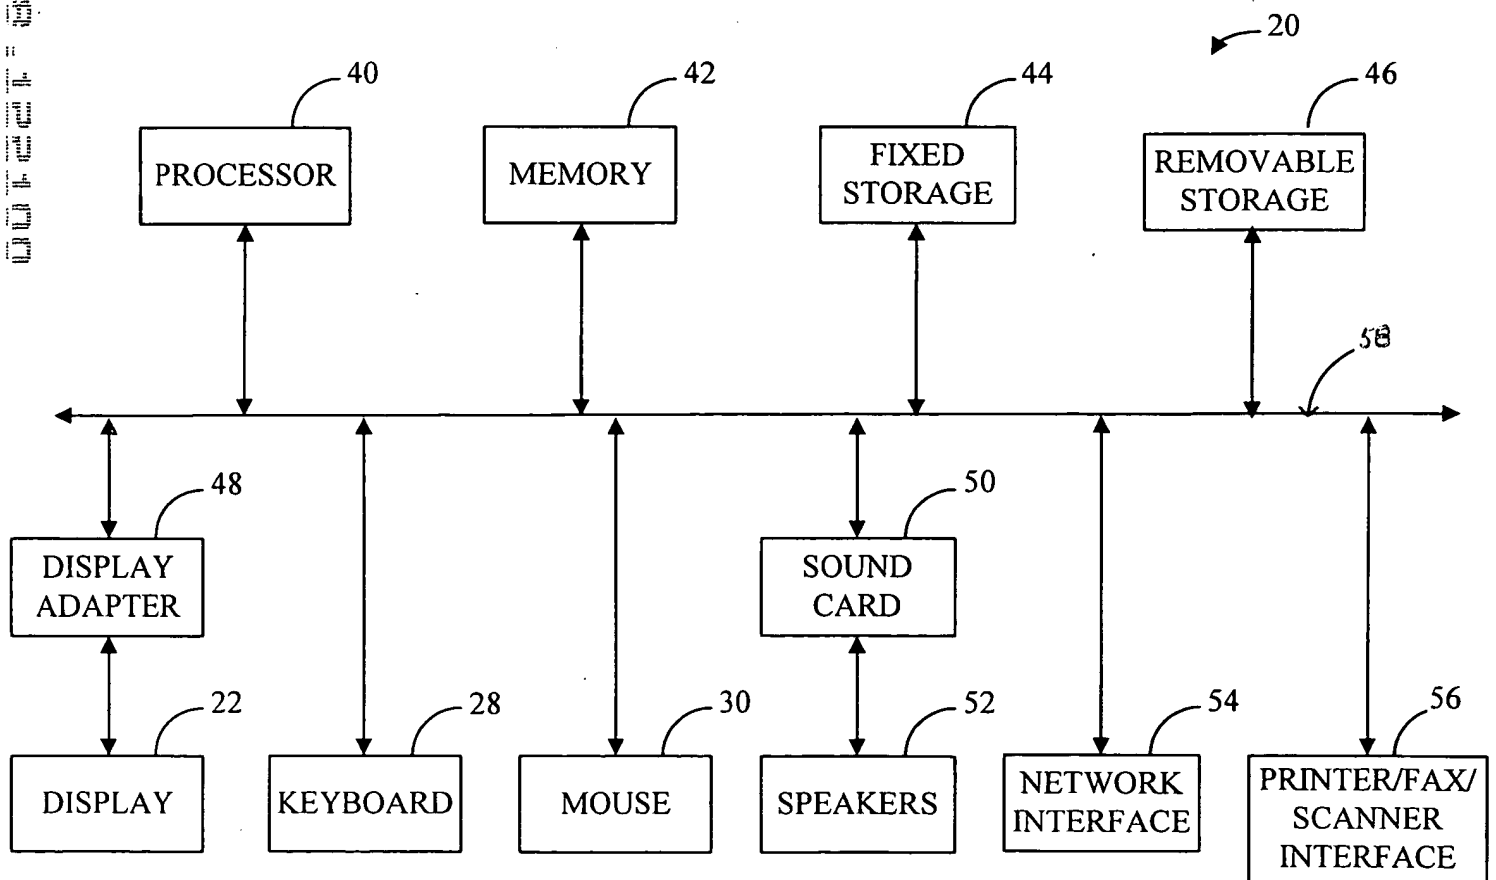 20
40
42
44
46
PROCESSOR
MEMORY
FIXED
STORAGE
REMOVABLE
STORAGE
58
48
50
DISPLAY
ADAPTER
SOUND
CARD
22
28
30
52
54
56
DISPLAY
KEYBOARD
MOUSE
SPEAKERS
NETWORK
INTERFACE
PRINTER/FAX/
SCANNER
INTERFACE